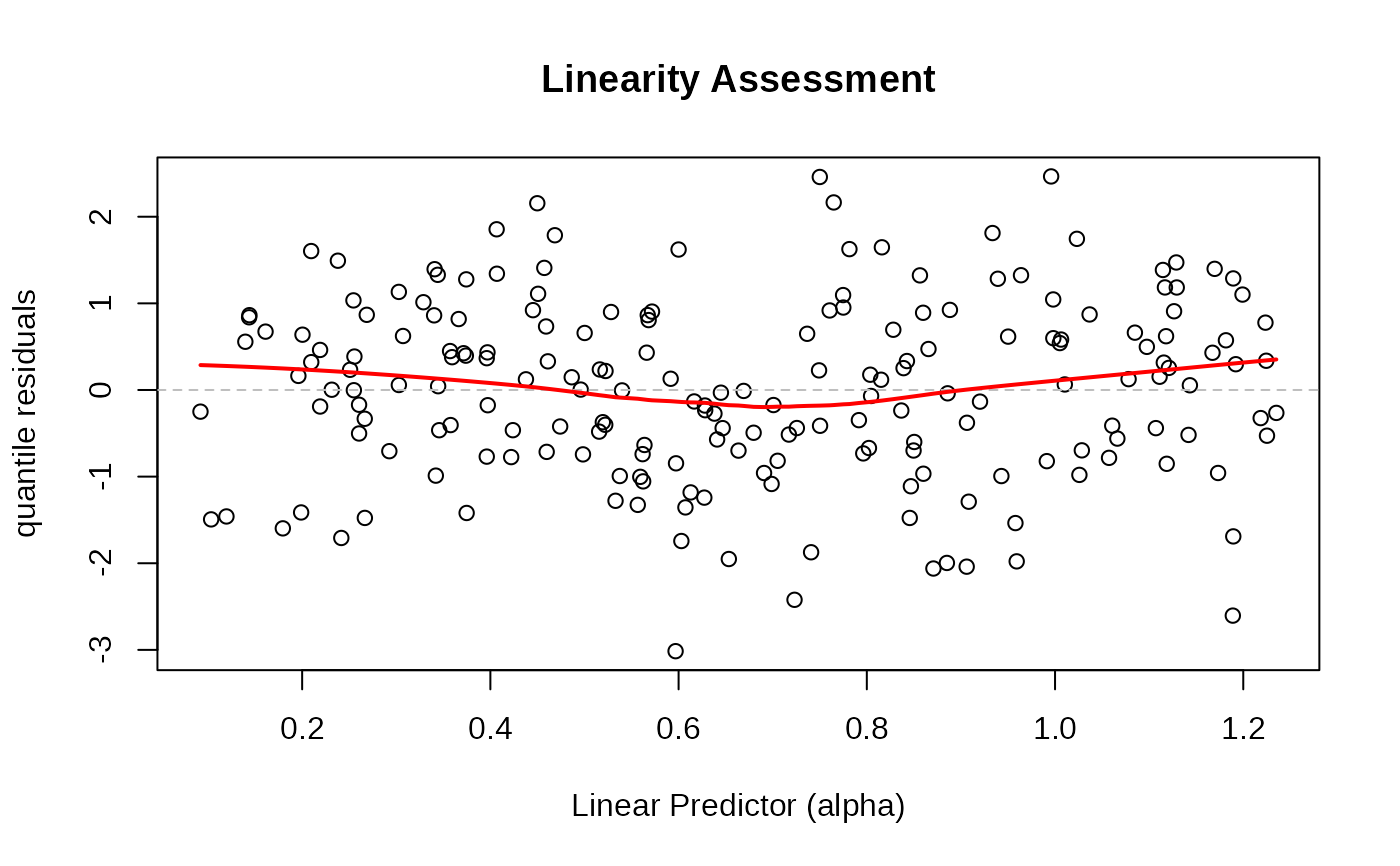 Linearity Assessment
quantile residuals
2
1
0
-1
-2
-3
0.2 0.4 0.6 0.8 1.0 1.2
Linear Predictor (alpha)